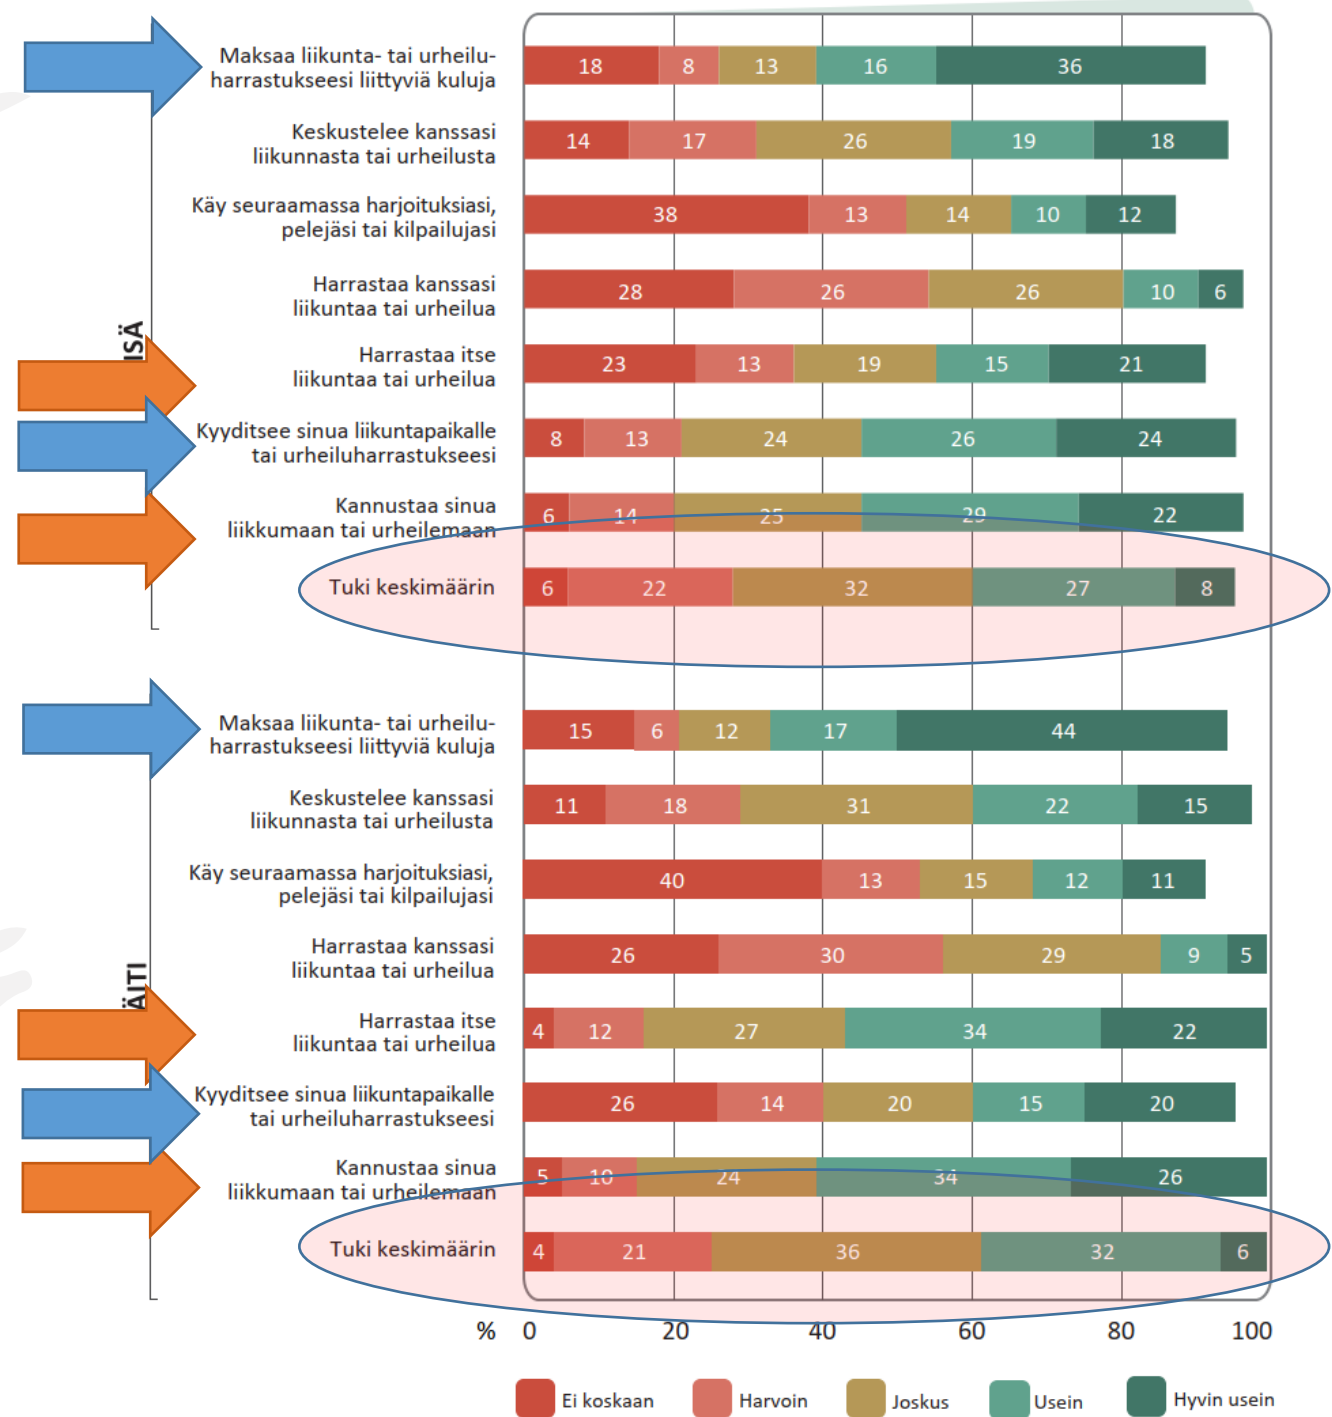 Maksaa liikunta- tai urheilu-
harrastukseesi liittyviä kuluja
18 8 13 16 36
Keskustelee kanssasi
liikunnasta tai urheilusta
14 17 26 19 18
Käy seuraamassa harjoituksiasi,
pelejäsi tai kilpailujasi
38 13 14 10 12
Harrastaa kanssasi
liikuntaa tai urheilua
28 26 26 10 6
ISÄ
Harrastaa itse
liikuntaa tai urheilua
23 13 19 15 21
Kyyditsee sinua liikuntapaikalle
tai urheiluharrastukseesi
8 13 24 26 24
Kannustaa sinua
liikkumaan tai urheilemaan
6 14 25 29 22
Tuki keskimäärin
6 22 32 27 8
Maksaa liikunta- tai urheilu-
harrastukseesi liittyviä kuluja
15 6 12 17 44
Keskustelee kanssasi
liikunnasta tai urheilusta
11 18 31 22 15
Käy seuraamassa harjoituksiasi,
pelejäsi tai kilpailujasi
40 13 15 12 11
Harrastaa kanssasi
liikuntaa tai urheilua
26 30 29 9 5
ÄITI
Harrastaa itse
liikuntaa tai urheilua
4 12 27 34 22
Kyyditsee sinua liikuntapaikalle
tai urheiluharrastukseesi
26 14 20 15 20
Kannustaa sinua
liikkumaan tai urheilemaan
5 10 24 34 26
Tuki keskimäärin
4 21 36 32 6
% 0 20 40 60 80 100
Ei koskaan Harvoin Joskus Usein Hyvin usein